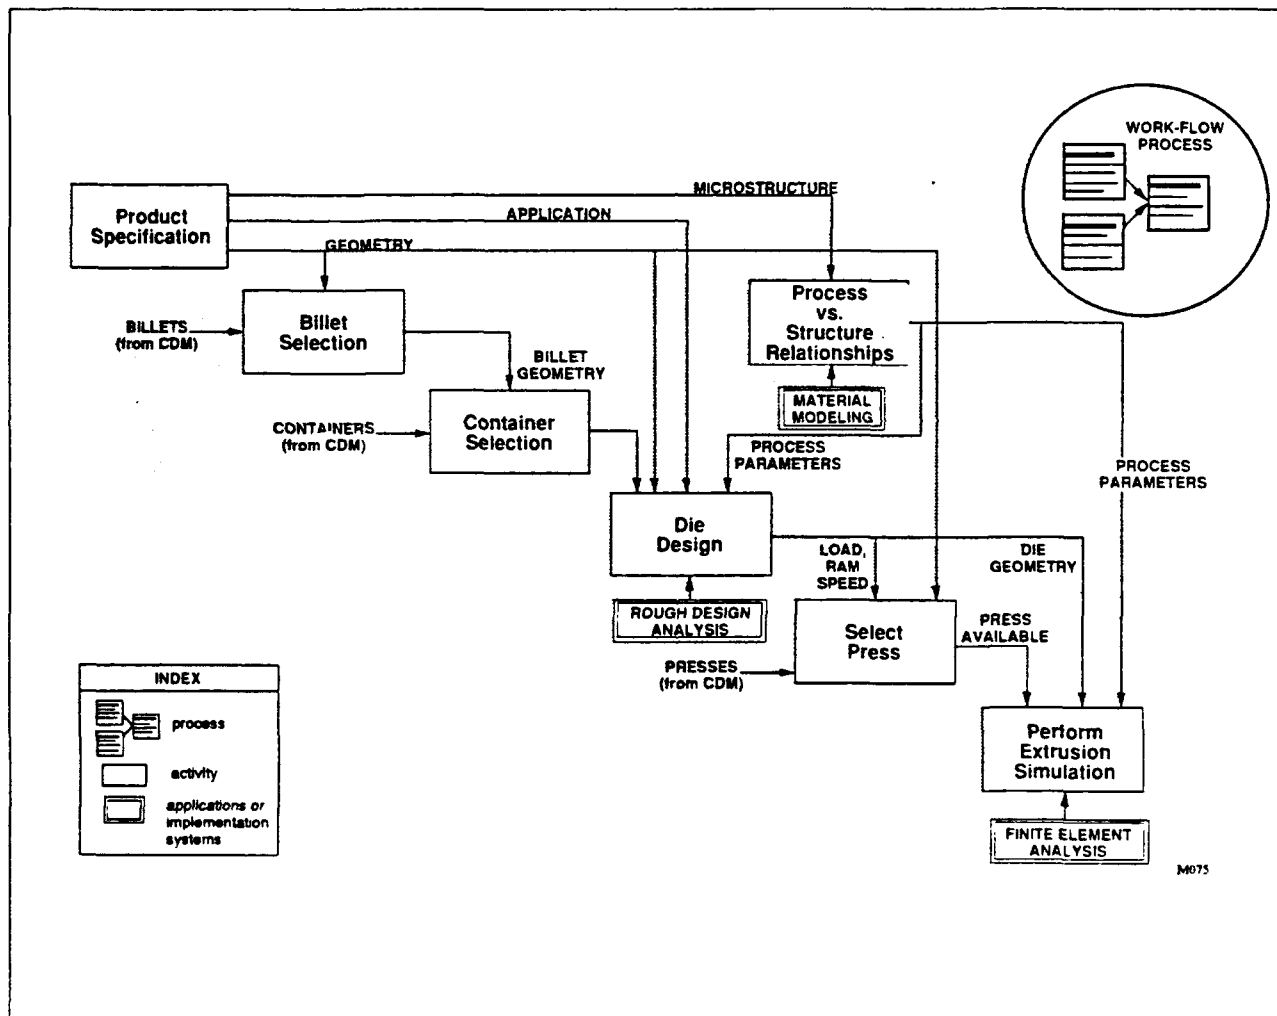 WORK-FLOW
PROCESS
MICROSTRUCTURE
Product
Specification
APPLICATION
GEOMETRY
Process
vs.
Structure
Relationships
Billet
Selection
BILLETS
(from CDM)
BILLET
GEOMETRY
MATERIAL
MODELING
Container
Selection
CONTAINERS
(from CDM)
PROCESS
PARAMETERS
PROCESS
PARAMETERS
Die
Design
LOAD,
RAM
SPEED
DIE
GEOMETRY
ROUGH DESIGN
ANALYSIS
Select
Press
PRESS
AVAILABLE
PRESSES
(from CDM)
INDEX
process
activity
applications or
implementation
systems
Perform
Extrusion
Simulation
FINITE ELEMENT
ANALYSIS
M075